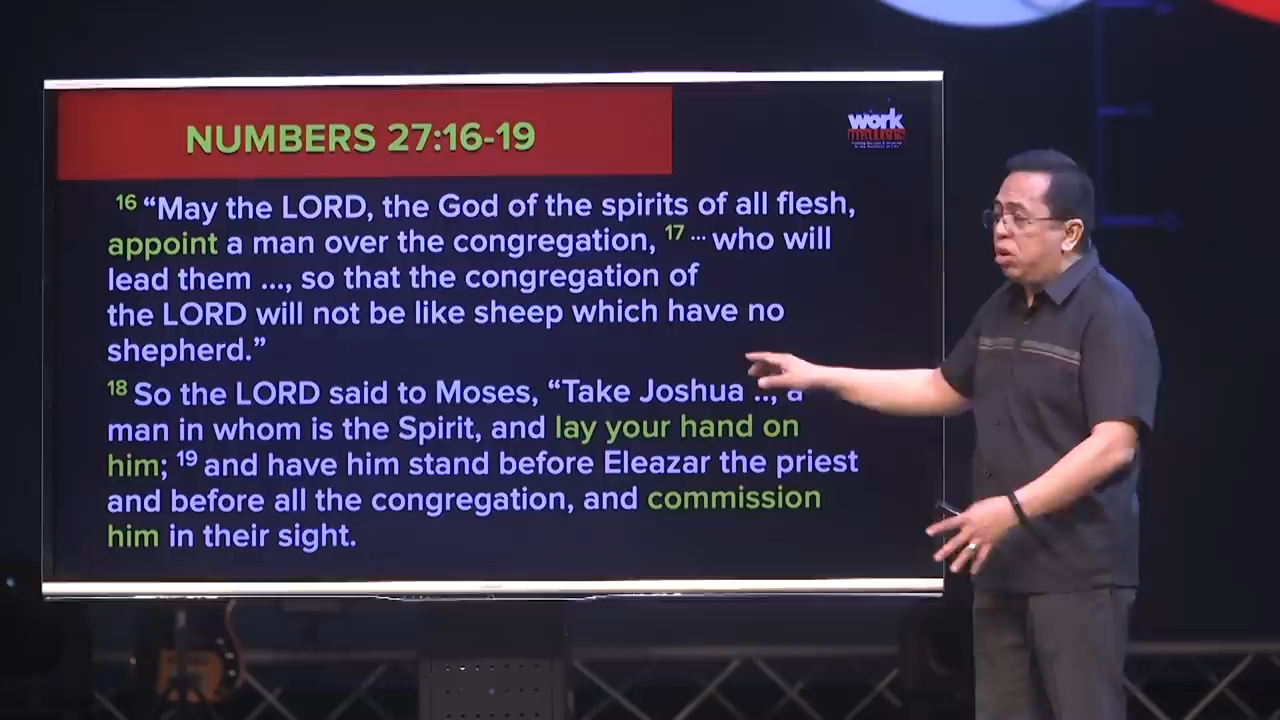 NUMBERS 27:16-19
work
matters
16 “May the LORD, the God of the spirits of all flesh,
appoint a man over the congregation, 17 ... who will
lead them ..., so that the congregation of
the LORD will not be like sheep which have no
shepherd.”
18 So the LORD said to Moses, “Take Joshua .., a
man in whom is the Spirit, and lay your hand on
him; 19 and have him stand before Eleazar the priest
and before all the congregation, and commission
him in their sight.